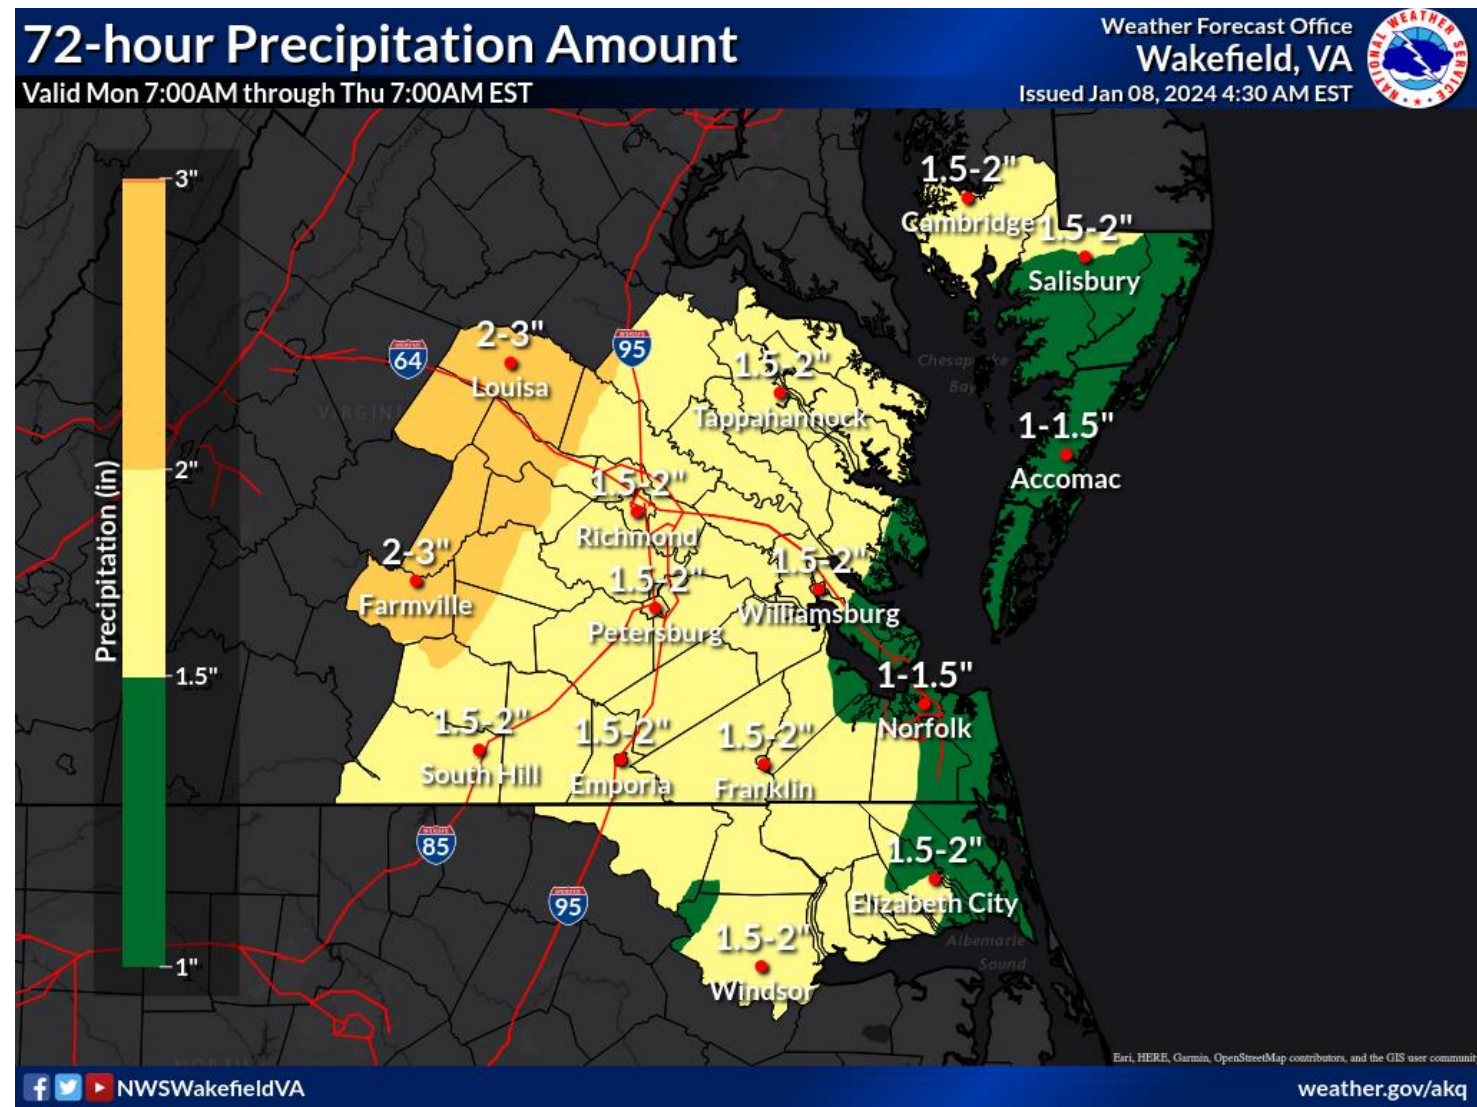 72-hour Precipitation Amount
Valid Mon 7:00AM through Thu 7:00AM EST
Weather Forecast Office
Wakefield, VA
Issued Jan 08, 2024 4:30 AM EST
NATIONAL WEATHER SERVICE
Precipitation (in)
3"
2"
1.5"
1"
1.5-2"
Cambridge
1.5-2"
Salisbury
64
2-3"
Louisa
95
1.5-2"
Tappahannock
Chesapeake
Bay
1-1.5"
Accomac
1.5-2"
Richmond
2-3"
Farmville
1.5-2"
Petersburg
1.5-2"
Williamsburg
1-1.5"
Norfolk
1.5-2"
South Hill
1.5-2"
Emporia
1.5-2"
Franklin
85
95
1.5-2"
Elizabeth City
Albemarle
Sound
1.5-2"
Windsor
Esri, HERE, Garmin, OpenStreetMap contributors, and the GIS user communit
NWSWakefieldVA
weather.gov/akq